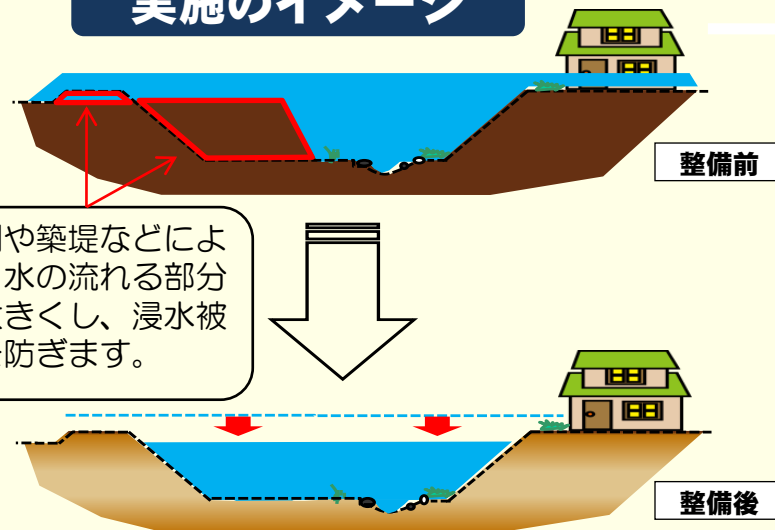 実施のイメージ
整備前
や築堤などによ
水の流れる部分
きくし、浸水被
防ぎます。
整備後